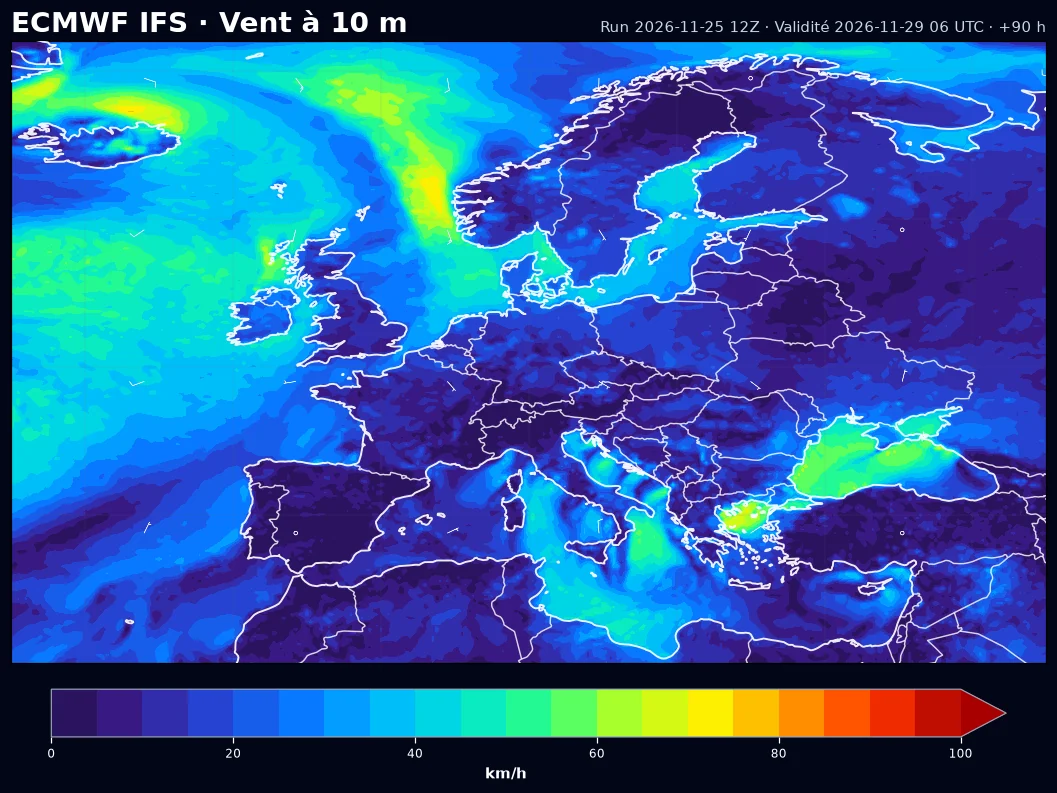 ECMWF IFS · Vent à 10 m
Run 2026-11-25 12Z · Validité 2026-11-29 06 UTC · +90 h
0 20 40 60 80 100
km/h